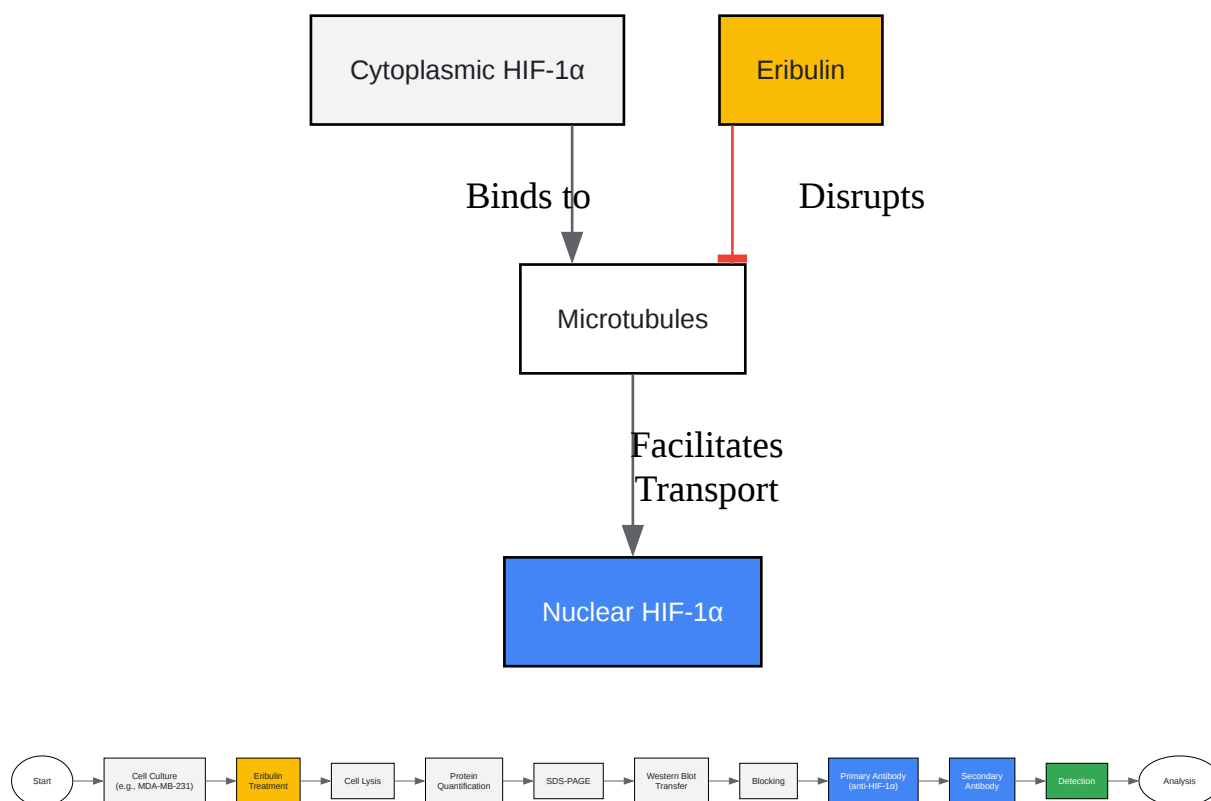 Cytoplasmic HIF-1α
Eribulin
Binds to
Disrupts
Microtubules
Facilitates
Transport
Nuclear HIF-1α
Start
Cell Culture
(e.g., MDA-MB-231)
Eribulin
Treatment
Cell Lysis
Protein
Quantification
SDS-PAGE
Western Blot
Transfer
Blocking
Primary Antibody
(anti-HIF-1α)
Secondary
Antibody
Detection
Analysis